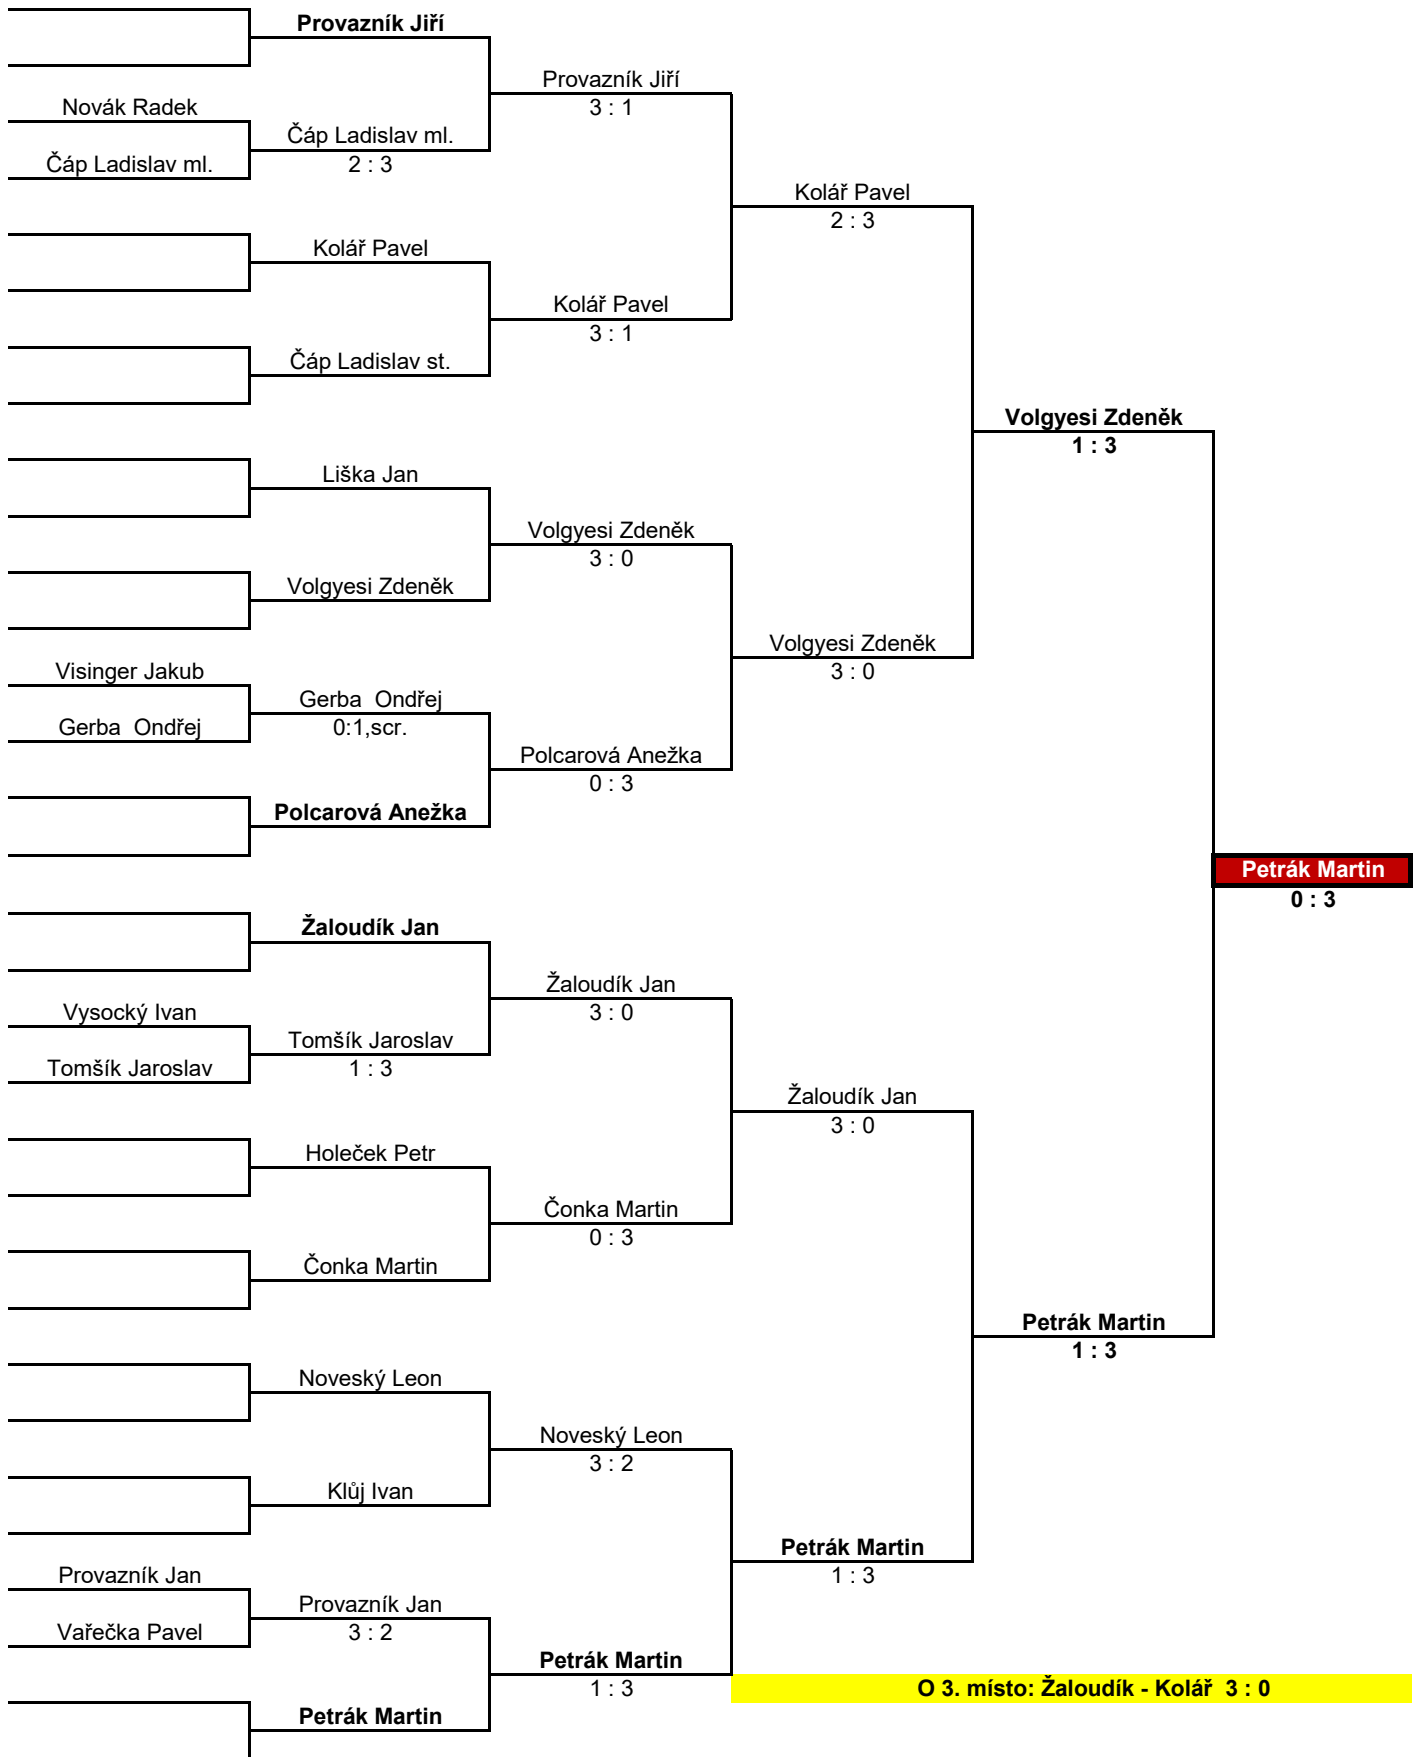 Provazník Jiří
Provazník Jiří
Novák Radek
3 : 1
Čáp Ladislav ml.
Čáp Ladislav ml.
2 : 3
Kolář Pavel
2 : 3
Kolář Pavel
Kolář Pavel
3 : 1
Čáp Ladislav st.
Volgyesi Zdeněk
1 : 3
Liška Jan
Volgyesi Zdeněk
3 : 0
Volgyesi Zdeněk
Volgyesi Zdeněk
3 : 0
Visinger Jakub
Gerba  Ondřej
Gerba  Ondřej
0:1,scr.
Polcarová Anežka
0 : 3
Polcarová Anežka
Petrák Martin
0 : 3
Žaloudík Jan
Žaloudík Jan
3 : 0
Vysocký Ivan
Tomšík Jaroslav
Tomšík Jaroslav
1 : 3
Žaloudík Jan
3 : 0
Holeček Petr
Čonka Martin
0 : 3
Čonka Martin
Petrák Martin
1 : 3
Noveský Leon
Noveský Leon
3 : 2
Klůj Ivan
Petrák Martin
1 : 3
Provazník Jan
Provazník Jan
Vařečka Pavel
3 : 2
Petrák Martin
1 : 3
O 3. místo: Žaloudík - Kolář  3 : 0
Petrák Martin